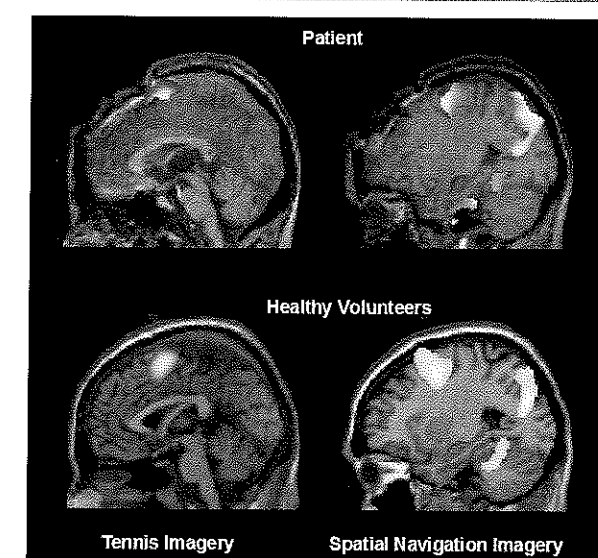 Patient
Healthy Volunteers
Tennis Imagery
Spatial Navigation Imagery